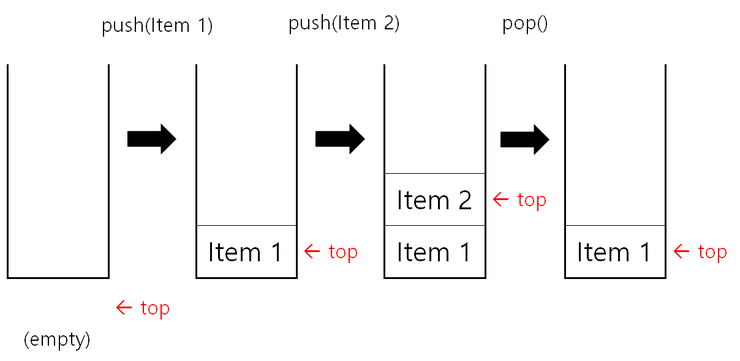 push(Item 1)
push(Item 2)
pop()
Item 2
← top
Item 1
← top
Item 1
Item 1
← top
← top
(empty)